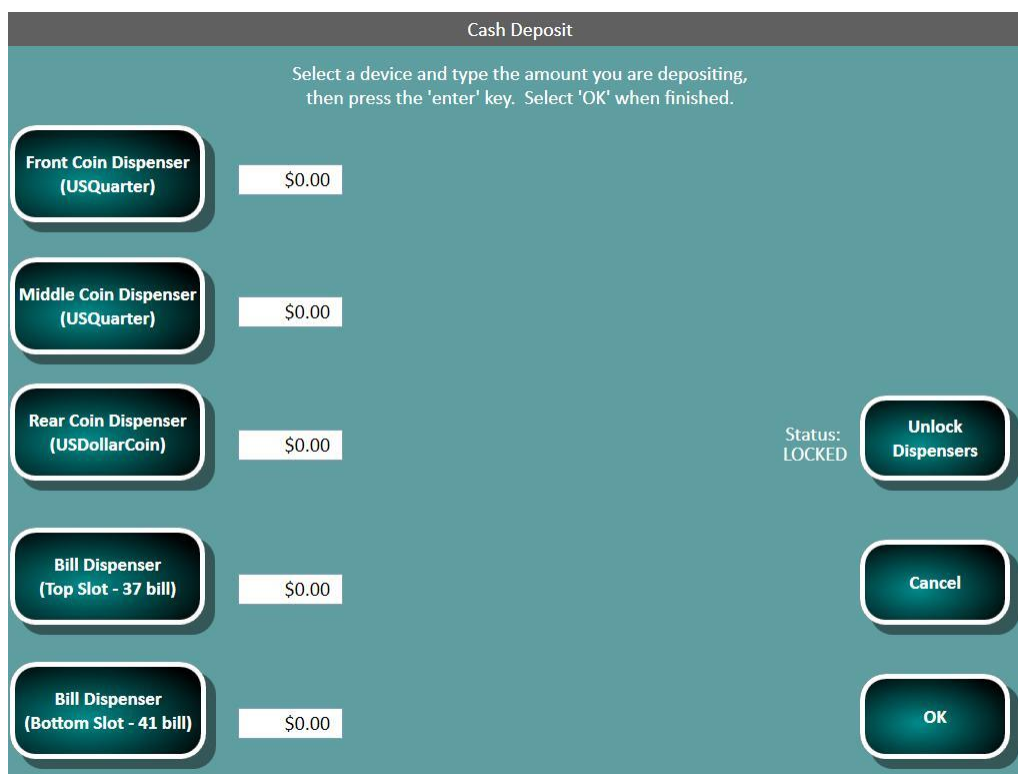 Cash Deposit
Select a device and type the amount you are depositing,
then press the 'enter' key.  Select 'OK' when finished.
Front Coin Dispenser
(USQuarter)
$0.00
Middle Coin Dispenser
(USQuarter)
$0.00
Rear Coin Dispenser
(USDollarCoin)
$0.00
Status:
LOCKED
Unlock
Dispensers
Bill Dispenser
(Top Slot - 37 bill)
$0.00
Cancel
Bill Dispenser
(Bottom Slot - 41 bill)
$0.00
OK